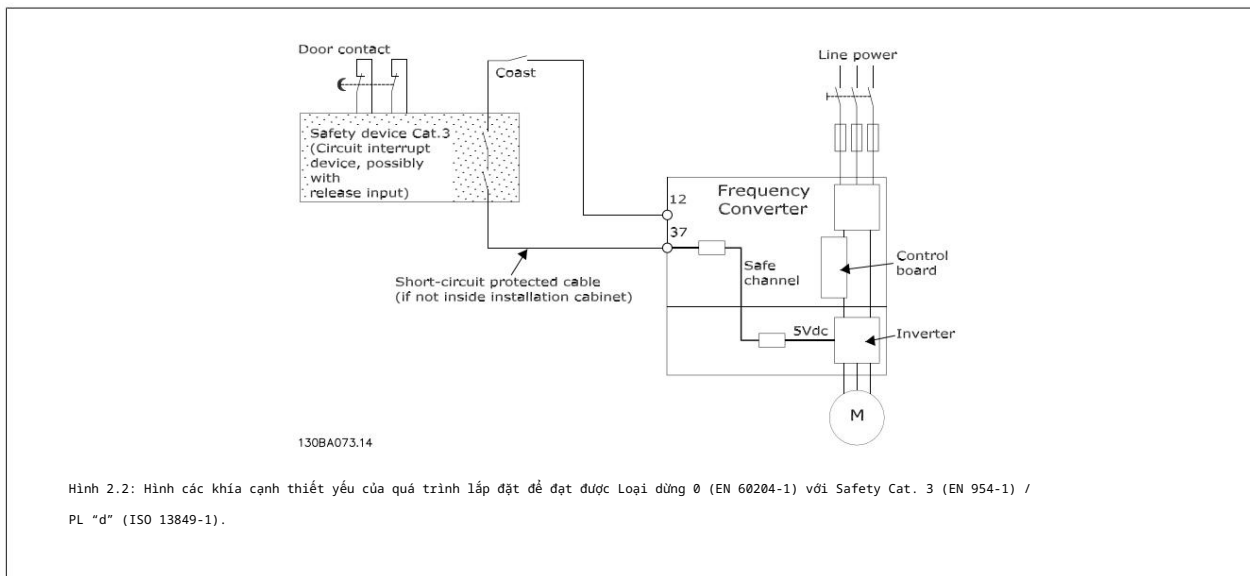 Door contact
Coast
Line power
Safety device Cat.3
(Circuit interrupt
device, possibly
with
release input)
12
Frequency
Converter
37
Safe
channel
Control
board
Short-circuit protected cable
(if not inside installation cabinet)
5Vdc
Inverter
M
130BA073.14
Hình 2.2: Hình các khía cạnh thiết yếu của quá trình lắp đặt để đạt được Loại dừng 0 (EN 60204-1) với Safety Cat. 3 (EN 954-1) /
PL “d” (ISO 13849-1).